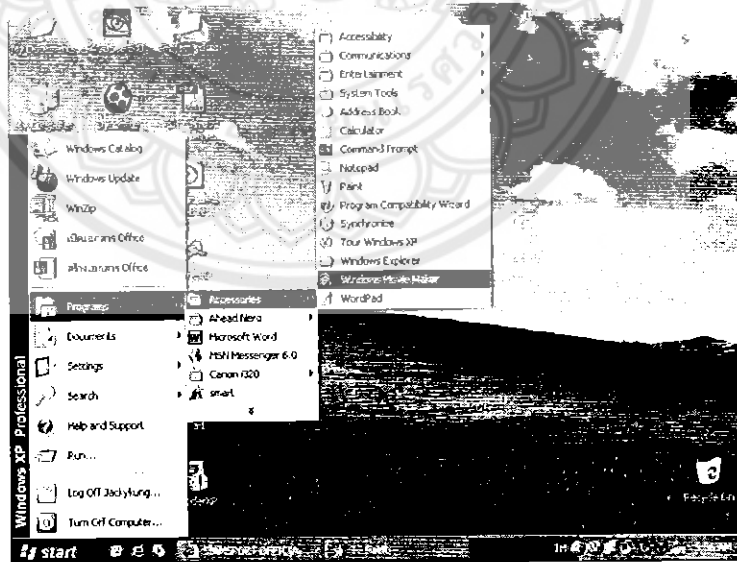 Windows Catalog
Windows Update
WinZip
Office
Office
Programs
Documents
Settings
Search
Help and Support
Run...
Log Off Jackykung...
Turn Off Computer...
Windows XP Professional
Accessories
Ahead Nero
Microsoft Word
MSN Messenger 6.0
Canon i320
smart
Accessibility
Communications
Entertainment
System Tools
Address Book
Calculator
Command Prompt
Notepad
Paint
Program Compatibility Wizard
Synchronize
Tour Windows XP
Windows Explorer
Windows Movie Maker
WordPad
Recycle Bin
start